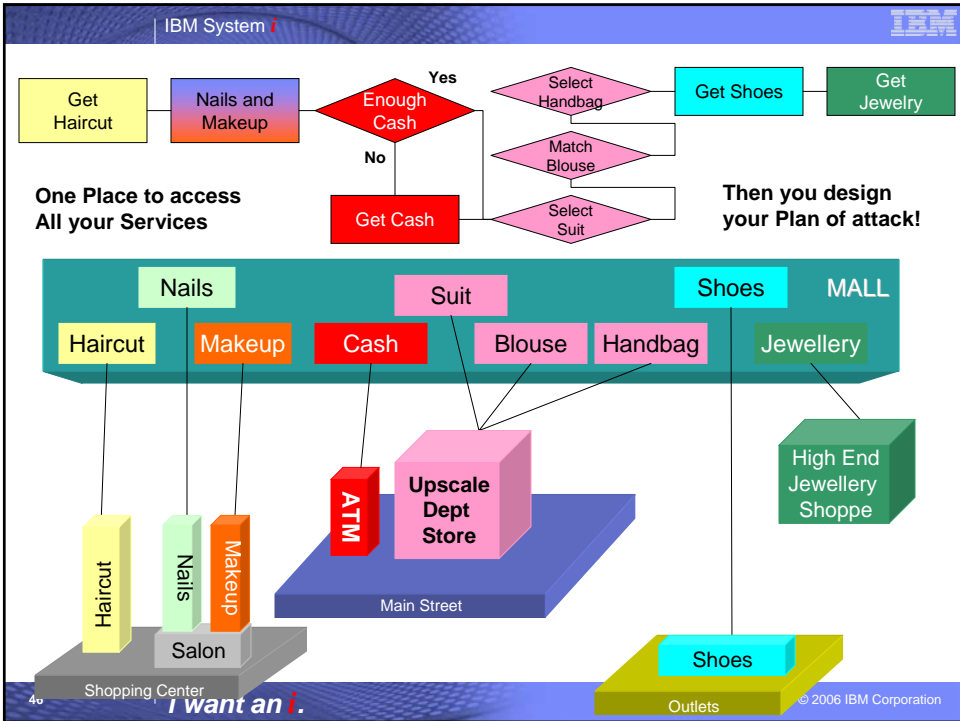 IBM System i
IBM
Get
Haircut
Nails and
Makeup
Enough
Cash
Yes
No
Get Cash
Select
Handbag
Match
Blouse
Select
Suit
Get Shoes
Get
Jewelry
One Place to access
All your Services
Then you design
your Plan of attack!
MALL
Nails
Suit
Shoes
Haircut
Makeup
Cash
Blouse
Handbag
Jewellery
High End
Jewellery
Shoppe
Upscale
Dept
Store
ATM
Main Street
Haircut
Nails
Makeup
Salon
Shopping Center
Shoes
Outlets
46
I want an i.
© 2006 IBM Corporation